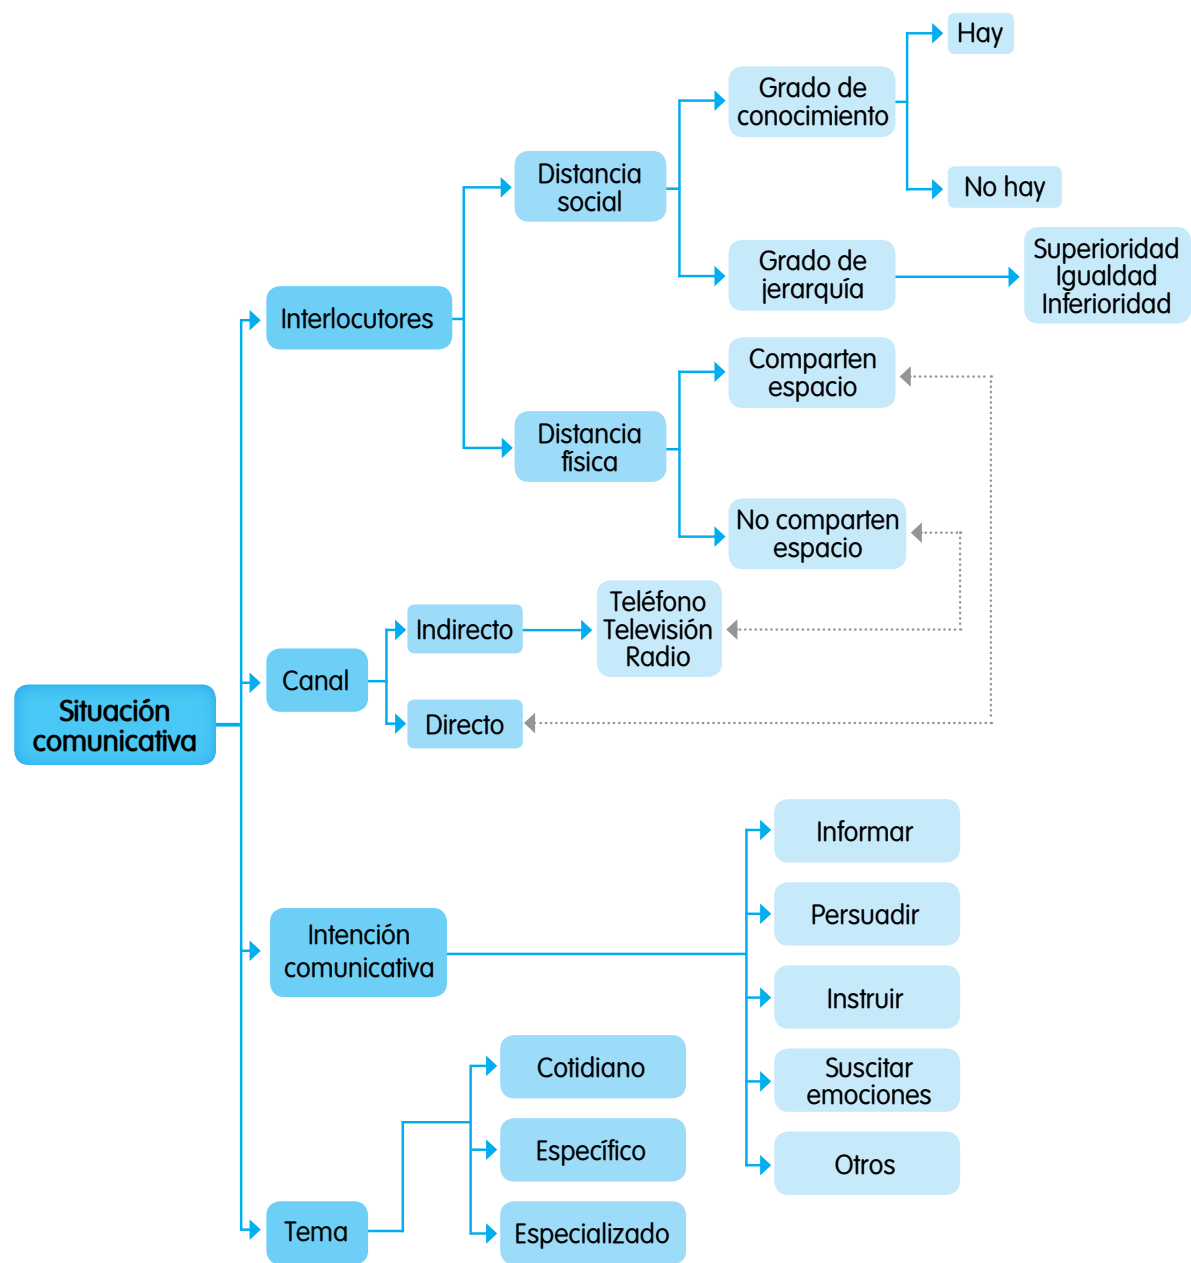 Situación
comunicativa
Interlocutores
Distancia
social
Grado de
conocimiento
Hay
No hay
Grado de
jerarquía
Superioridad
Igualdad
Inferioridad
Distancia
física
Comparten
espacio
No comparten
espacio
Canal
Indirecto
Teléfono
Televisión
Radio
Directo
Intención
comunicativa
Informar
Persuadir
Instruir
Suscitar
emociones
Otros
Tema
Cotidiano
Específico
Especializado